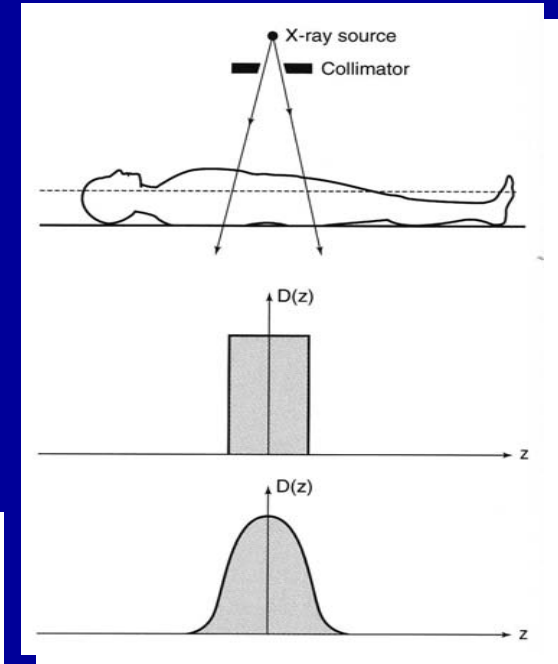 X-ray source
Collimator
D(z)
z
D(z)
z